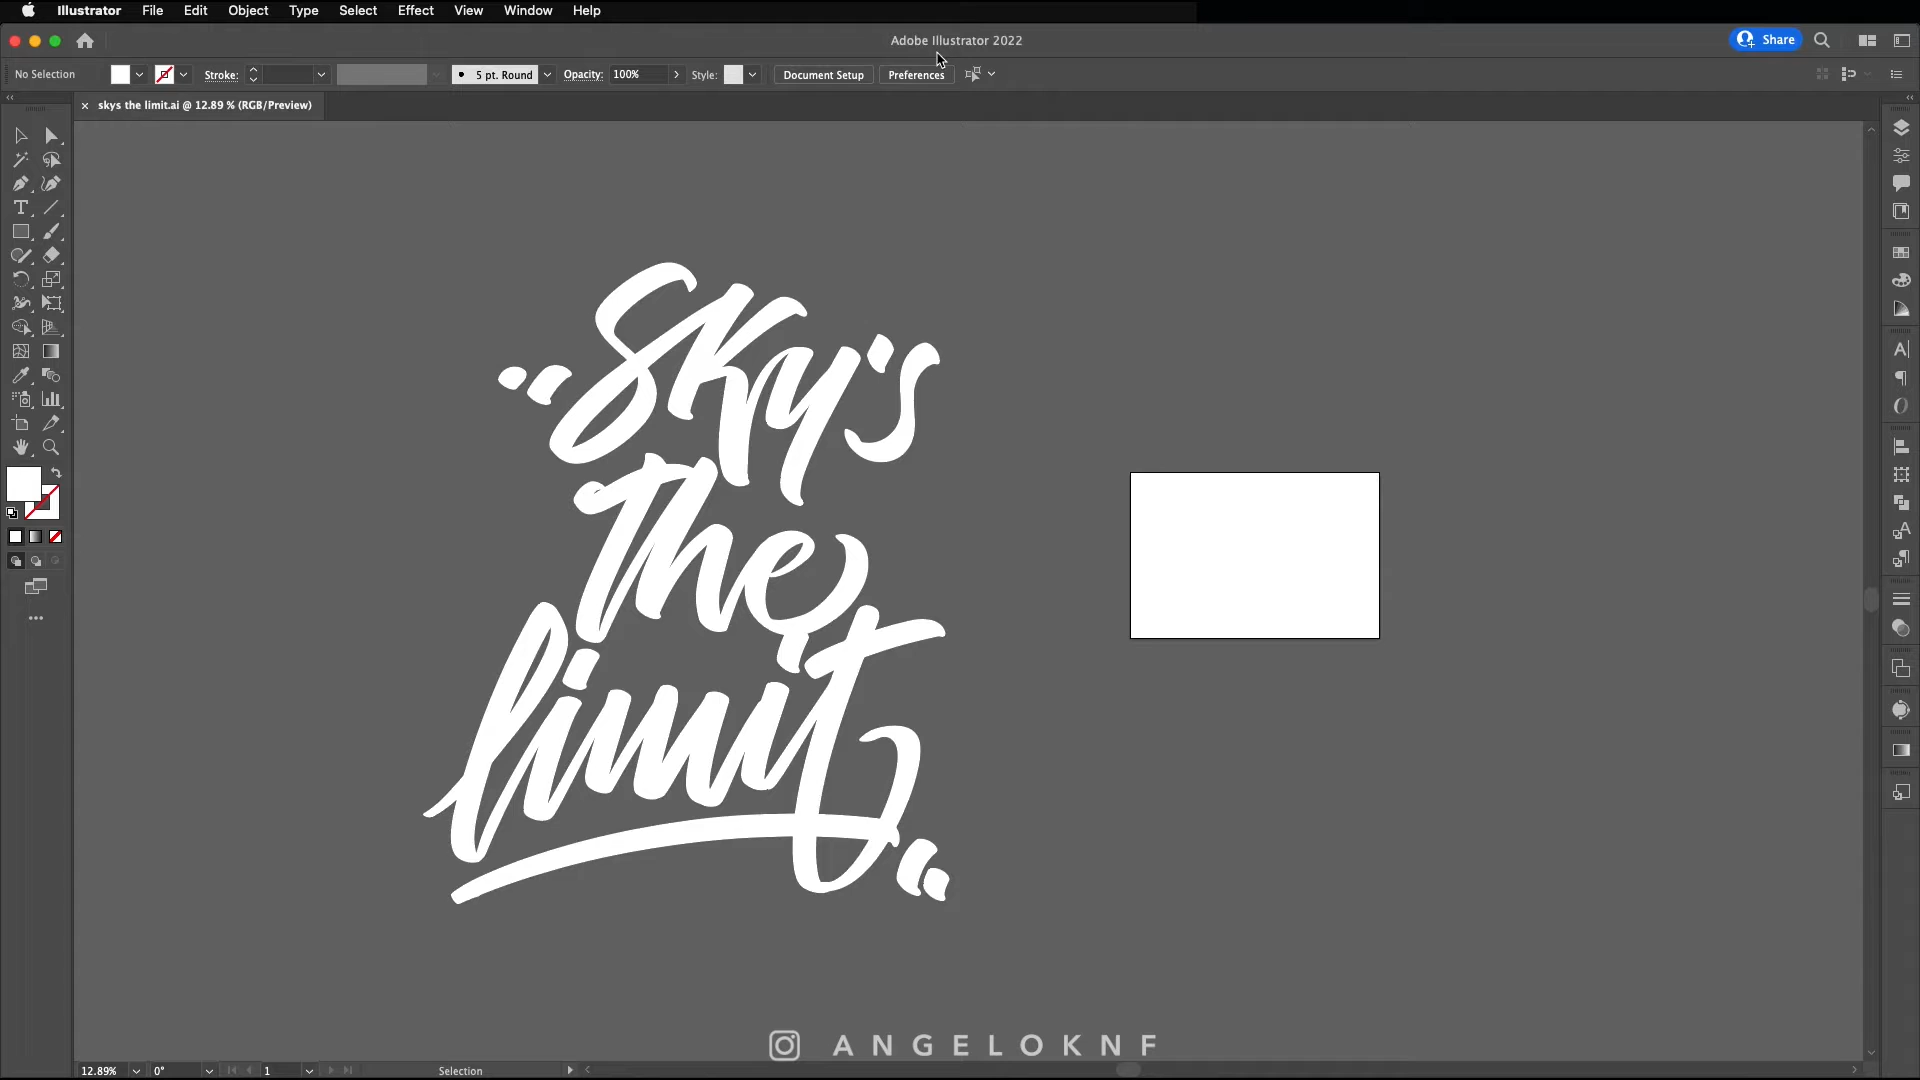 Illustrator File Edit Object Type Select Effect View Window Help
Adobe Illustrator 2022
Share
No Selection Stroke: 5 pt. Round Opacity: 100% Style: Document Setup Preferences
× skys the limit.ai @ 12.89 % (RGB/Preview)
"Sky's
The
limit"
ANGELOKNF
12.89% 0° 1 Selection